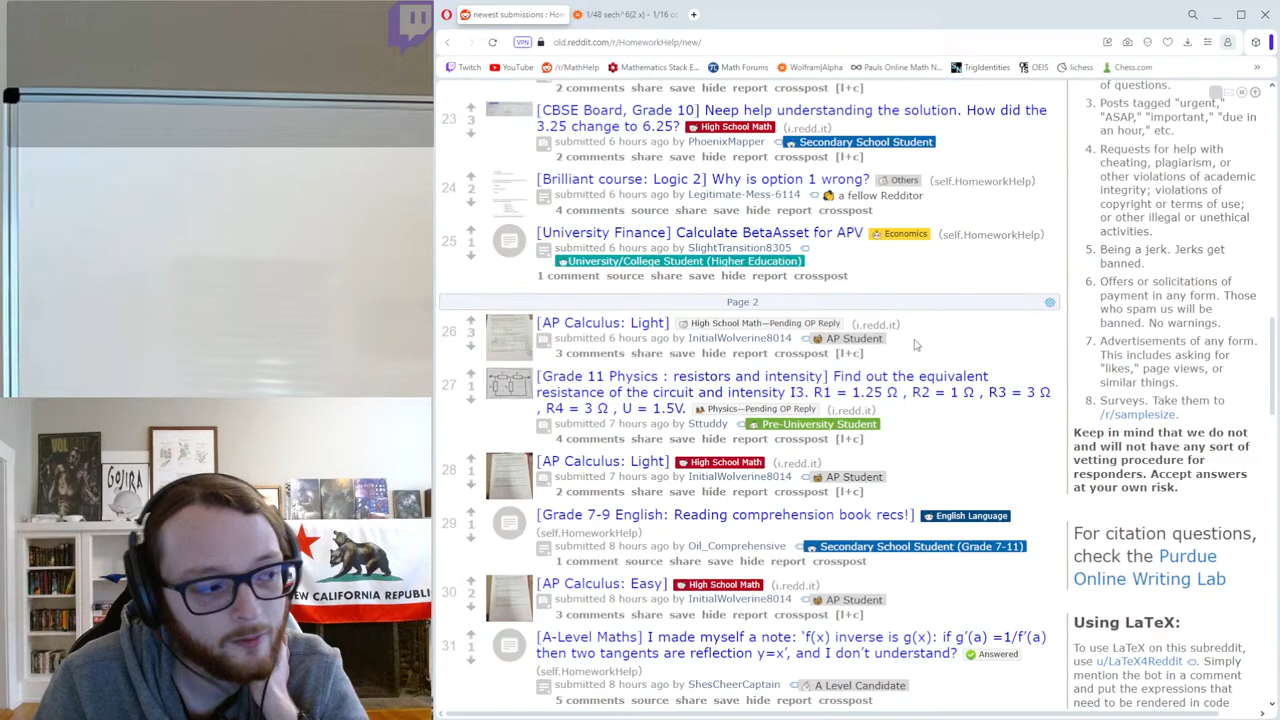 newest submissions : Hom
1/48 sech^6(2 x) - 1/16 co
VPN
old.reddit.com/r/HomeworkHelp/new/
Twitch
YouTube
/r/MathHelp
Mathematics Stack E...
Math Forums
Wolfram|Alpha
Pauls Online Math N...
TrigIdentities
OEIS
lichess
Chess.com
»
2 comments share save hide report crosspost [l+c]
23
3
[CBSE Board, Grade 10] Neep help understanding the solution. How did the
3.25 change to 6.25? High School Math (i.redd.it)
submitted 6 hours ago by PhoenixMapper Secondary School Student
2 comments share save hide report crosspost [l+c]
24
2
[Brilliant course: Logic 2] Why is option 1 wrong? Others (self.HomeworkHelp)
submitted 6 hours ago by Legitimate-Mess-6114 a fellow Redditor
4 comments share save hide report crosspost [l+c]
25
1
[University Finance] Calculate BetaAsset for APV Economics (self.HomeworkHelp)
submitted 6 hours ago by SlightTransition8305
University/College Student (Higher Education)
1 comment source share save hide report crosspost
Page 2
26
3
[AP Calculus: Light] High School Math—Pending OP Reply (i.redd.it)
submitted 6 hours ago by InitialWolverine8014 AP Student
3 comments share save hide report crosspost [l+c]
27
1
[Grade 11 Physics : resistors and intensity] Find out the equivalent
resistance of the circuit and intensity I3. R1 = 1.25 Ω , R2 = 1 Ω , R3 = 3 Ω
, R4 = 3 Ω , U = 1.5V. Physics—Pending OP Reply (i.redd.it)
submitted 7 hours ago by Sttuddy Pre-University Student
4 comments share save hide report crosspost [l+c]
28
1
[AP Calculus: Light] High School Math (i.redd.it)
submitted 7 hours ago by InitialWolverine8014 AP Student
2 comments share save hide report crosspost [l+c]
29
1
[Grade 7-9 English: Reading comprehension book recs!] English Language
(self.HomeworkHelp)
submitted 8 hours ago by Oil_Comprehensive Secondary School Student (Grade 7-11)
1 comment source share save hide report crosspost
30
2
[AP Calculus: Easy] High School Math (i.redd.it)
submitted 8 hours ago by InitialWolverine8014 AP Student
3 comments share save hide report crosspost [l+c]
31
1
[A-Level Maths] I made myself a note: `f(x) inverse is g(x): if g'(a) =1/f'(a)
then two tangents are reflection y=x', and I don't understand? Answered
(self.HomeworkHelp)
submitted 8 hours ago by ShesCheerCaptain A Level Candidate
5 comments source share save hide report crosspost
of questions.
3. Posts tagged "urgent,"
"ASAP," "important," "due in
an hour," etc.
4. Requests for help with
cheating, plagiarism, or
other violations of academic
integrity; violations of
copyright or terms of use;
or other illegal or unethical
activities.
5. Being a jerk. Jerks get
banned.
6. Offers or solicitations of
payment in any form. Those
who spam us will be
banned. No warnings.
7. Advertisements of any form.
This includes asking for
"likes," page views, or
similar things.
8. Surveys. Take them to
/r/samplesize.
Keep in mind that we do not
and will not have any sort of
vetting procedure for
responders. Accept answers
at your own risk.
For citation questions,
check the Purdue
Online Writing Lab
Using LaTeX:
To use LaTeX on this subreddit,
use u/LaTeX4Reddit . Simply
mention the bot in a comment
and put the expressions that
need to be rendered in code
VOLBEAT
GOJIRA
NEW CALIFORNIA REPUBLI